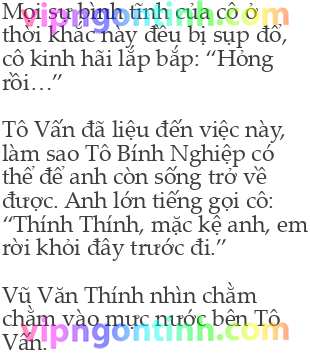 Mọi sự bình tĩnh của cô ở
thời khắc này đều bị sụp đổ,
cô kinh hãi lắp bắp: “Hỏng
rồi…”
Tô Vấn đã liệu đến việc này,
làm sao Tô Bính Nghiệp có
thể để anh còn sống trở về
được. Anh lớn tiếng gọi cô:
“Thính Thính, mặc kệ anh, em
rời khỏi đây trước đi.”
vipngontinh.com
Vũ Văn Thính nhìn chằm
chằm vào mực nước bên Tô
Vấn.
vipngontinh.com